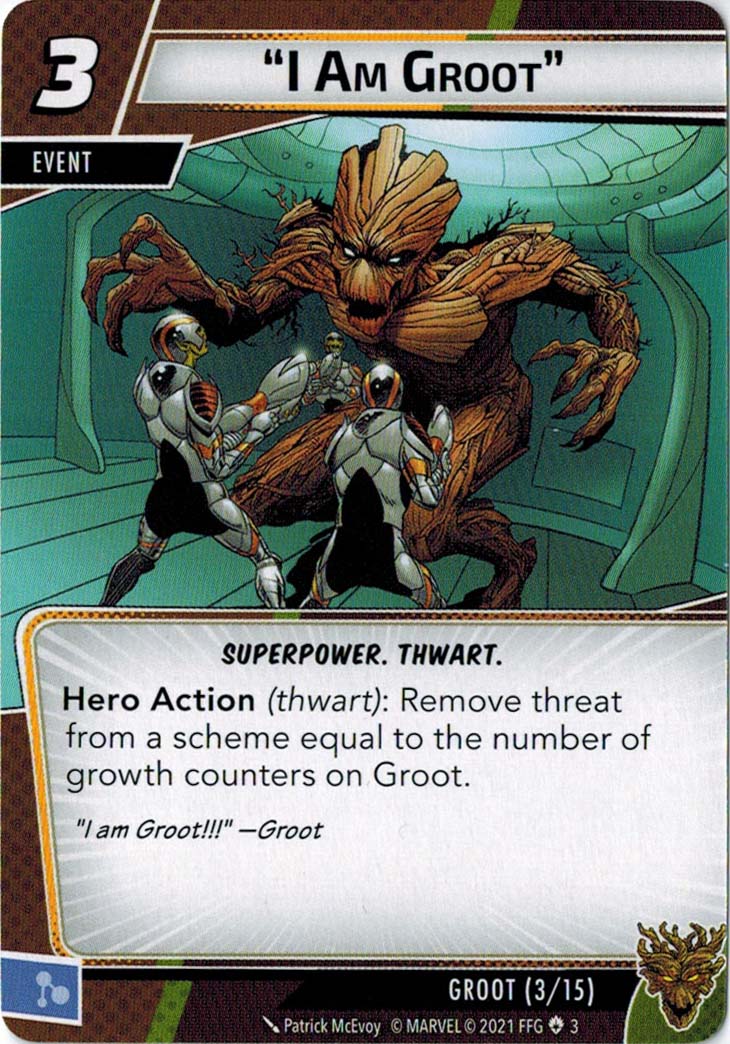 3
“I Am Groot”
EVENT
SUPERPOWER. THWART.
Hero Action (thwart): Remove threat
from a scheme equal to the number of
growth counters on Groot.
"I am Groot!!!" —Groot
GROOT (3/15)
Patrick McEvoy © MARVEL © 2021 FFG 3